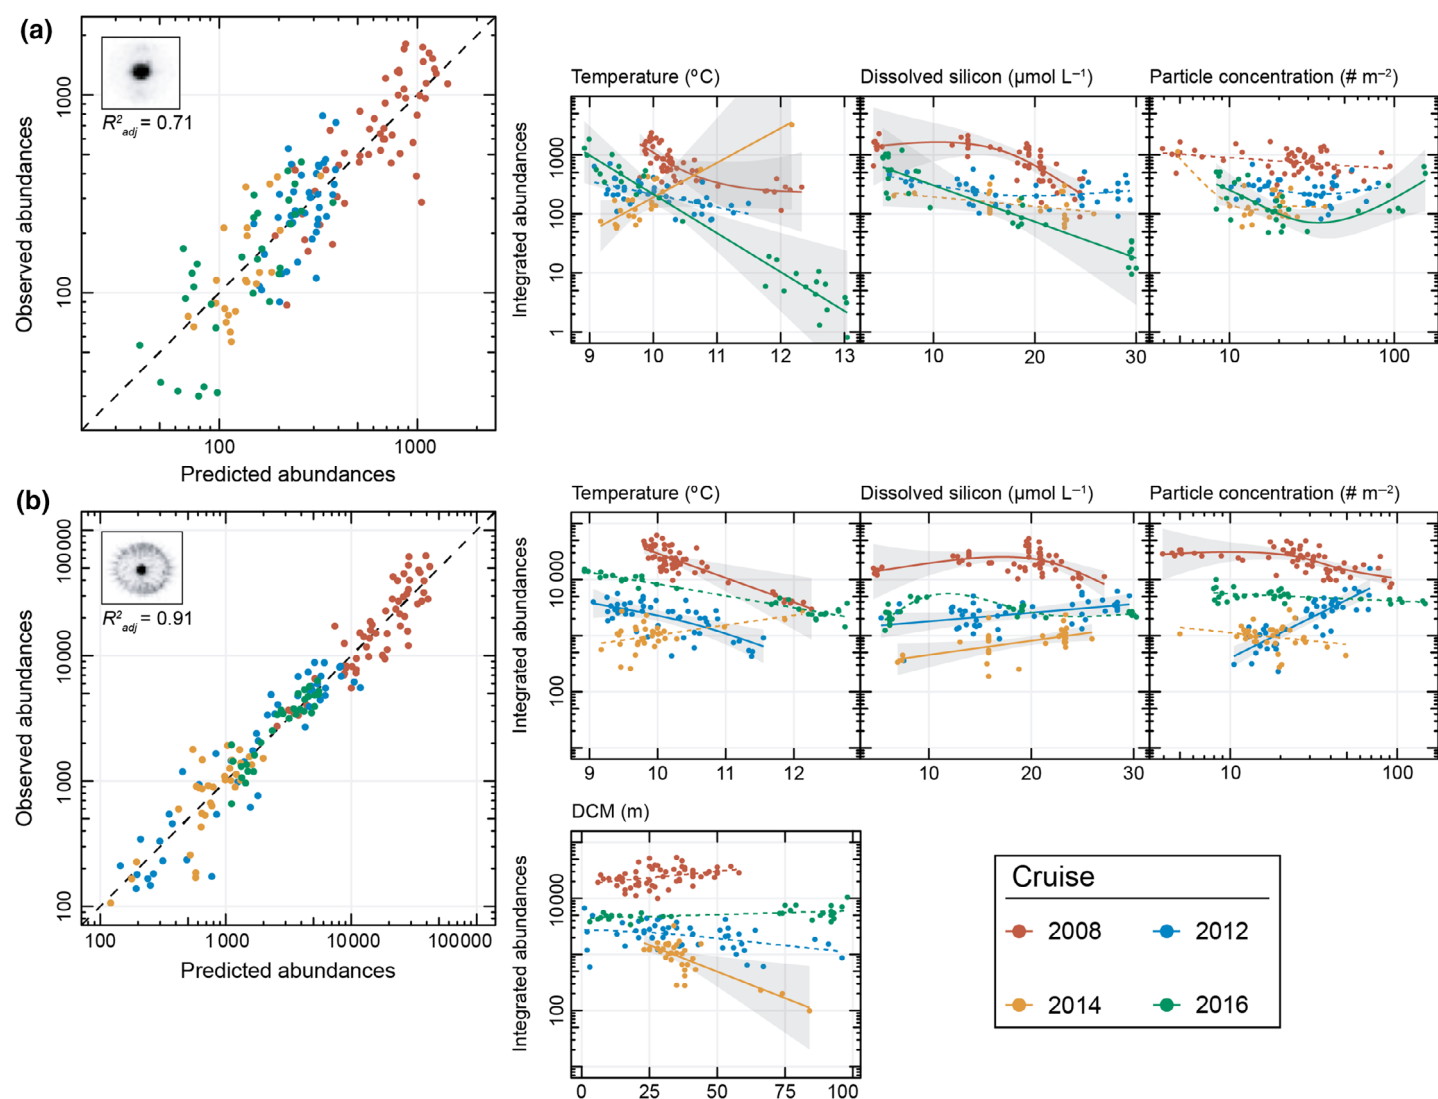 (a)
R²adj = 0.71
Observed abundances
1000
100
100 1000
Predicted abundances
Temperature (ºC) Dissolved silicon (µmol L⁻¹) Particle concentration (# m⁻²)
Integrated abundances
1000
100
10
1
9 10 11 12 13 10 20 30 10 100
(b)
R²adj = 0.91
Observed abundances
100000
10000
1000
100
100 1000 10000 100000
Predicted abundances
Temperature (ºC) Dissolved silicon (µmol L⁻¹) Particle concentration (# m⁻²)
Integrated abundances
10000
100
9 10 11 12 10 20 30 10 100
DCM (m)
Integrated abundances
10000
100
0 25 50 75 100
Cruise
2008 2012
2014 2016